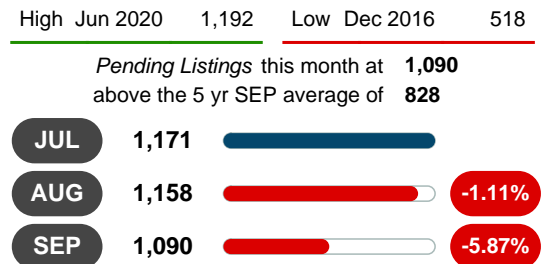 High Jun 2020 1,192 Low Dec 2016 518
Pending Listings this month at 1,090
above the 5 yr SEP average of 828
JUL 1,171
AUG 1,158 -1.11%
SEP 1,090 -5.87%